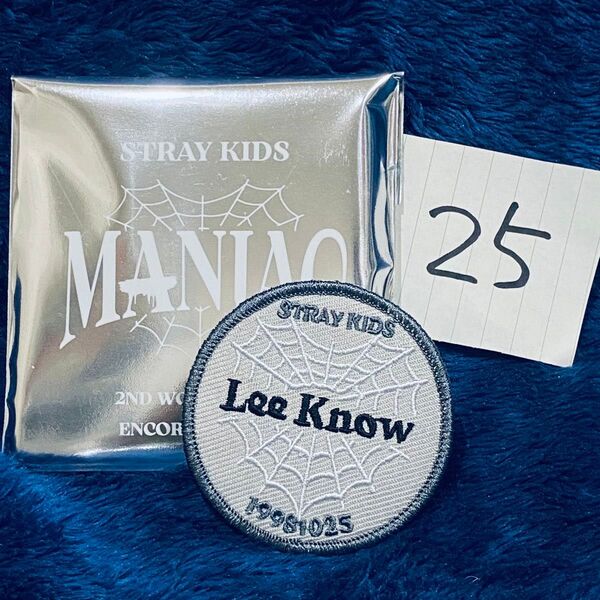 STRAY KIDS
MANIAC
2ND WO
ENCOR
25
STRAY KIDS
Lee Know
19981025